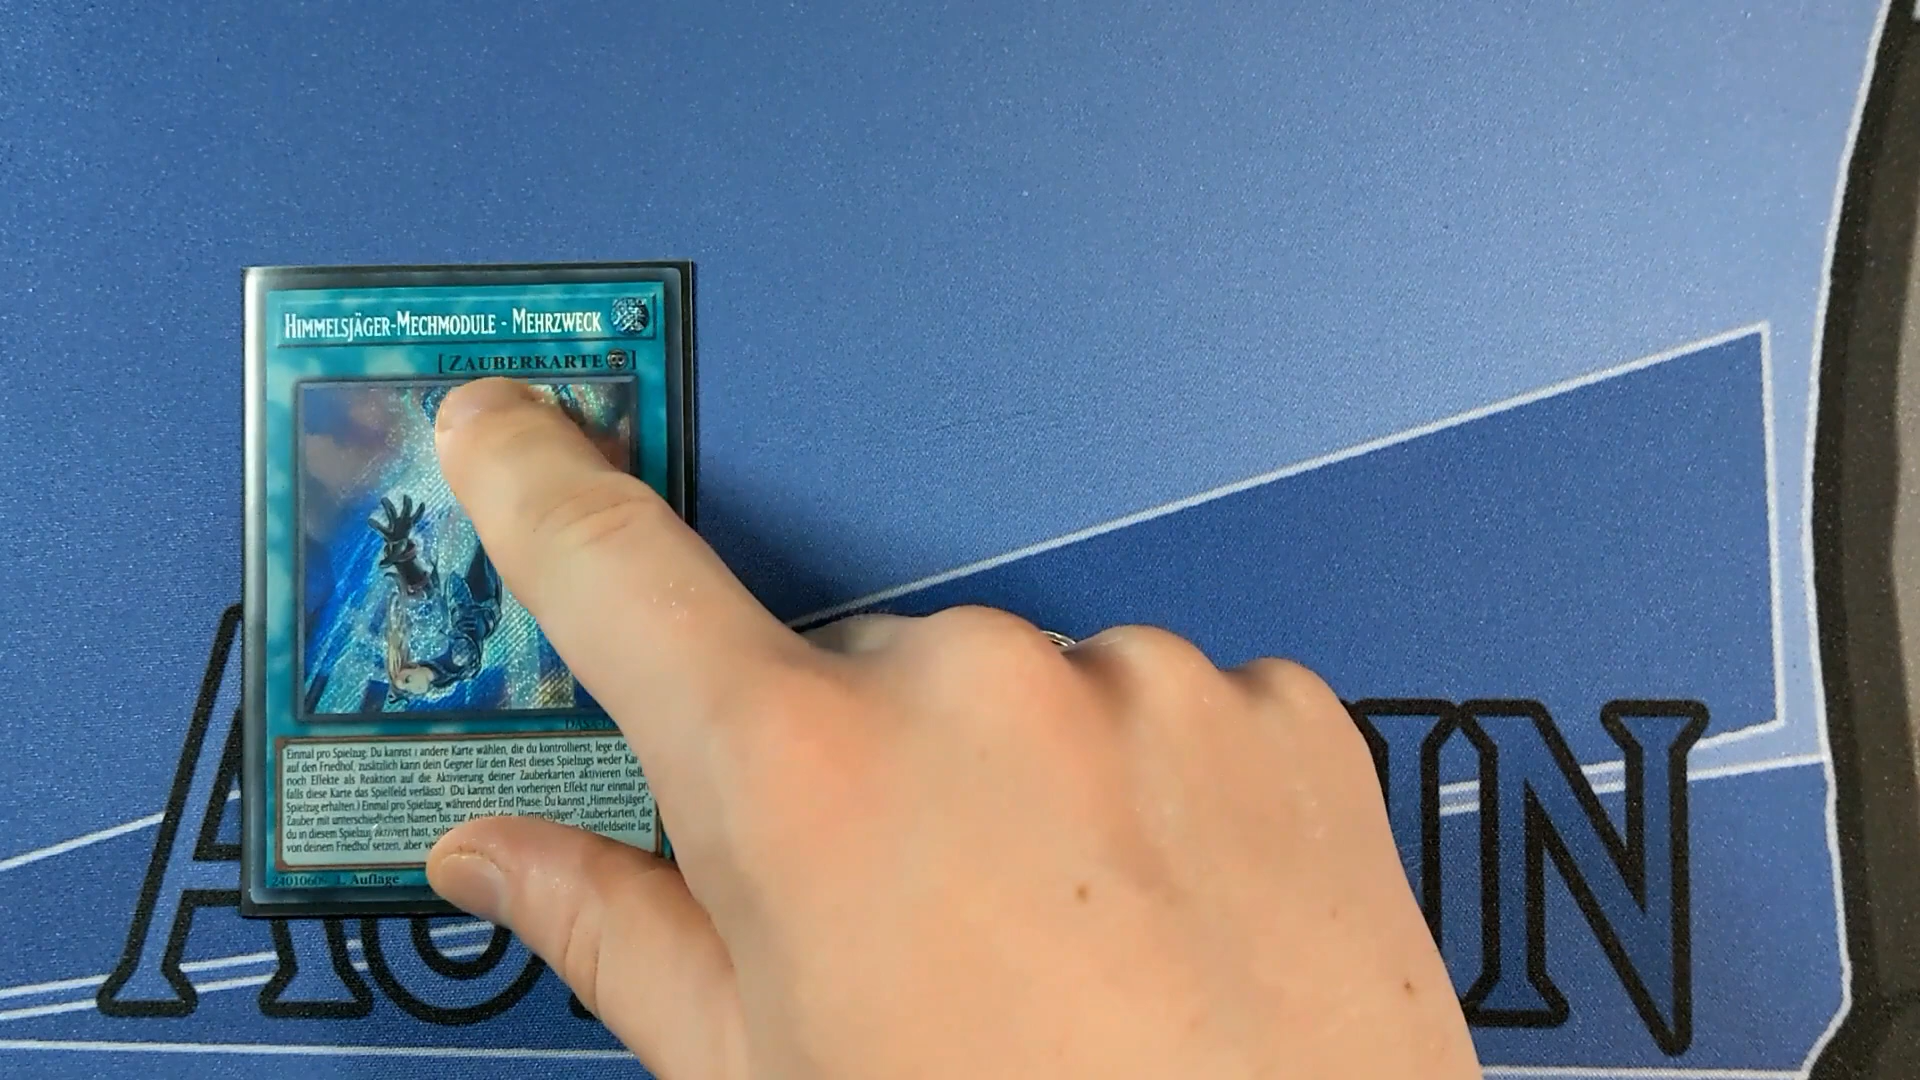 HIMMELSJÄGER-MECHMODULE - MEHRZWECK
[ZAUBERKARTE]
Einmal pro Spielzug: Du kannst 1 andere Karte wählen, die du kontrollierst; lege die
auf den Friedhof, zusätzlich kann dein Gegner für den Rest dieses Spielzugs weder
noch Effekte als Reaktion auf die Aktivierung deiner Zauberkarten aktivieren
falls diese Karte das Spielfeld verlässt). (Du kannst den vorherigen Effekt nur einmal
Spielzug erhalten.) Einmal pro Spielzug, während der End Phase: Du kannst „Himmelsjäger"-
Zauber mit unterschiedlichen Namen bis zur Anzahl der „Himmelsjäger"-Zauberkarten, die
du in diesem Spielzug aktiviert hast, Spielfeldseite lag,
von deinem Friedhof setzen, aber
1. Auflage